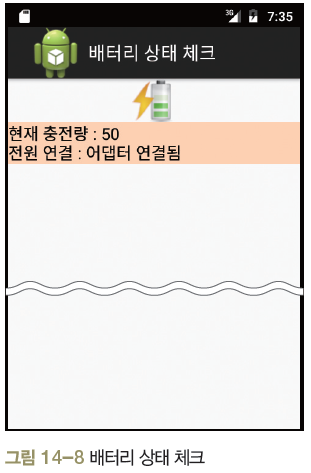 3G 7:35
배터리 상태 체크
현재 충전량 : 50
전원 연결 : 어댑터 연결됨
그림 14-8 배터리 상태 체크